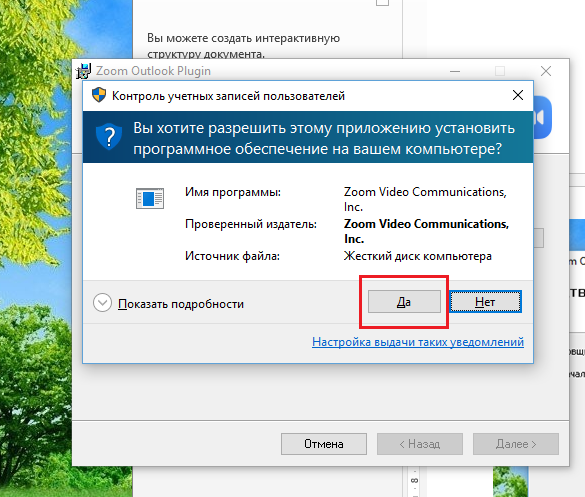 Вы можете создать интерактивную
структуру документа.
Zoom Outlook Plugin
Контроль учетных записей пользователей
Вы хотите разрешить этому приложению установить
программное обеспечение на вашем компьютере?
Имя программы: Zoom Video Communications,
Inc.
Проверенный издатель: Zoom Video Communications,
Inc.
Источник файла: Жесткий диск компьютера
Показать подробности
Да
Нет
Настройка выдачи таких уведомлений
Отмена
< Назад
Далее >
8